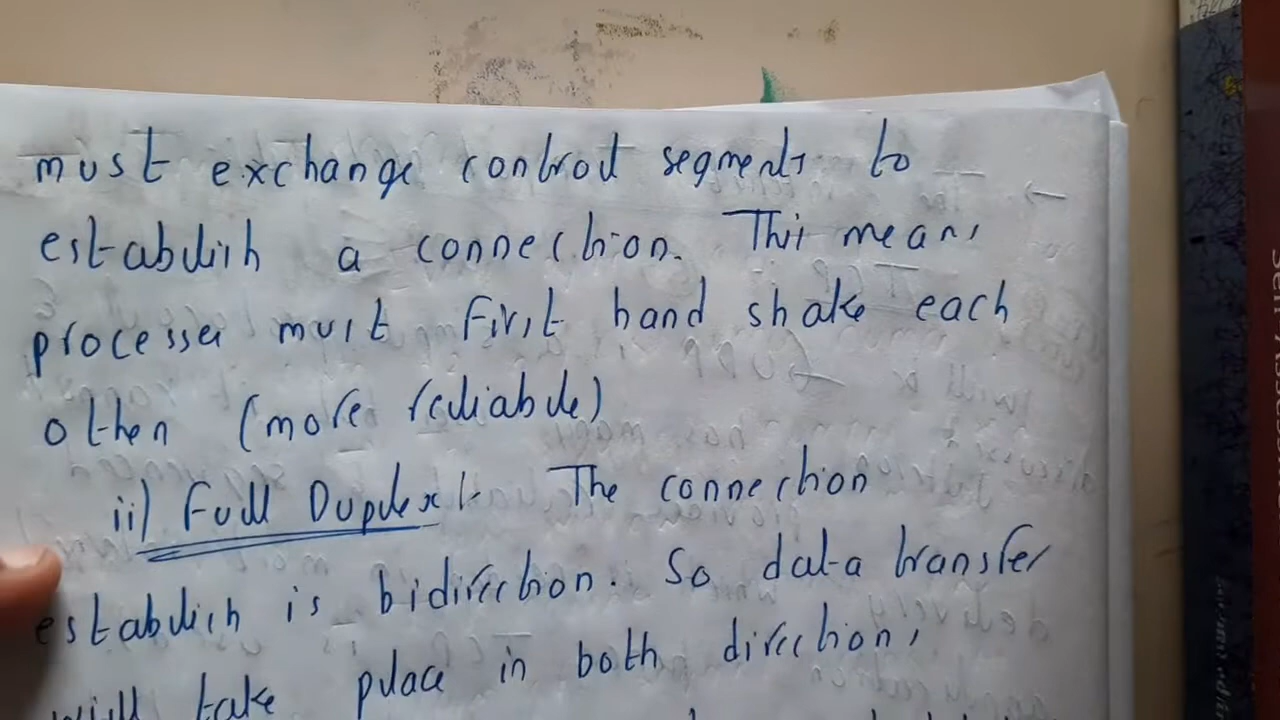 must exchange control segments to
establish a connection. This means
processes must first hand shake each
other (more reliable)
ii) Full Duplex :- The connection
establish is bidirection. So data transfer
will take place in both directions